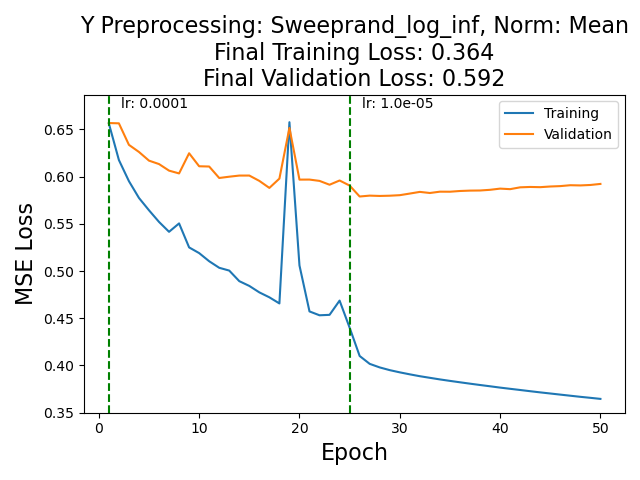 Y Preprocessing: Sweeprand_log_inf, Norm: Mean
Final Training Loss: 0.364
Final Validation Loss: 0.592
lr: 0.0001
lr: 1.0e-05
Training
Validation
MSE Loss
0.65
0.60
0.55
0.50
0.45
0.40
0.35
0 10 20 30 40 50
Epoch